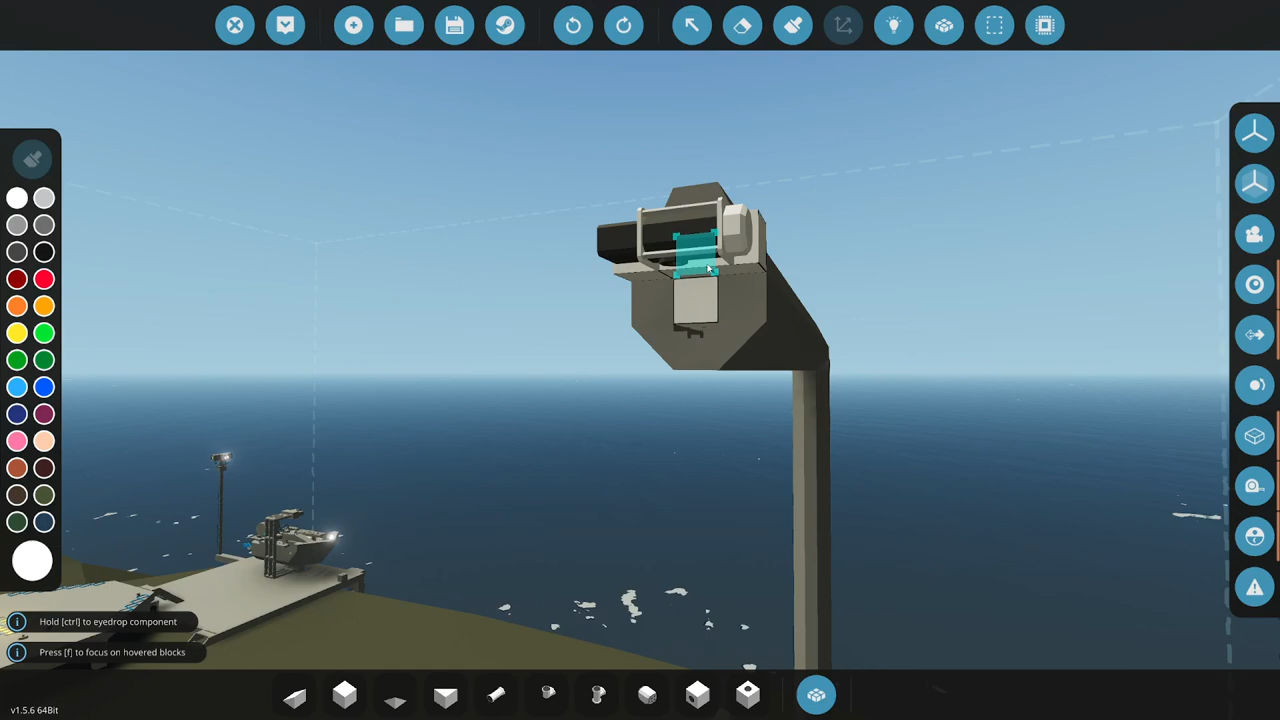 Hold [ctrl] to eyedrop component
Press [f] to focus on hovered blocks
v1.5.6 64Bit